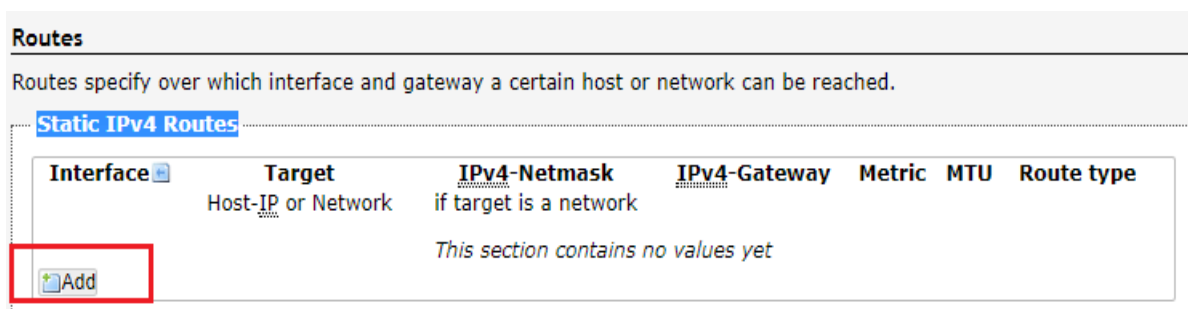 Routes
Routes specify over which interface and gateway a certain host or network can be reached.
Static IPv4 Routes
Interface Target IPv4-Netmask IPv4-Gateway Metric MTU Route type
Host-IP or Network if target is a network
This section contains no values yet
Add